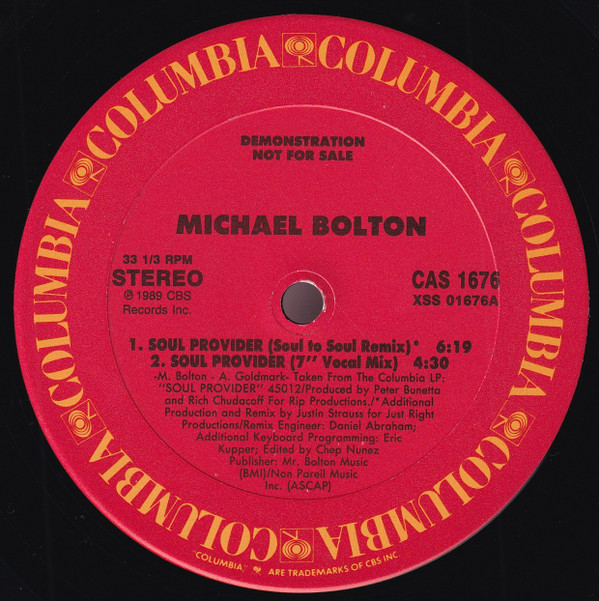 COLUMBIA COLUMBIA COLUMBIA COLUMBIA COLUMBIA COLUMBIA COLUMBIA COLUMBIA
DEMONSTRATION
NOT FOR SALE
MICHAEL BOLTON
33 1/3 RPM
STEREO
℗ 1989 CBS
Records Inc.
CAS 1676
XSS 01676A
1. SOUL PROVIDER (Soul to Soul Remix)* 6:19
2. SOUL PROVIDER (7'' Vocal Mix) 4:30
-M. Bolton - A. Goldmark- Taken From The Columbia LP:
"SOUL PROVIDER" 45012/Produced by Peter Bunetta
and Rich Chudacoff For Rip Productions./*Additional
Production and Remix by Justin Strauss for Just Right
Productions/Remix Engineer: Daniel Abraham;
Additional Keyboard Programming: Eric
Kupper; Edited by Chep Nunez
Publisher: Mr. Bolton Music
(BMI)/Non Pareil Music
Inc. (ASCAP)
"COLUMBIA," ARE TRADEMARKS OF CBS INC.